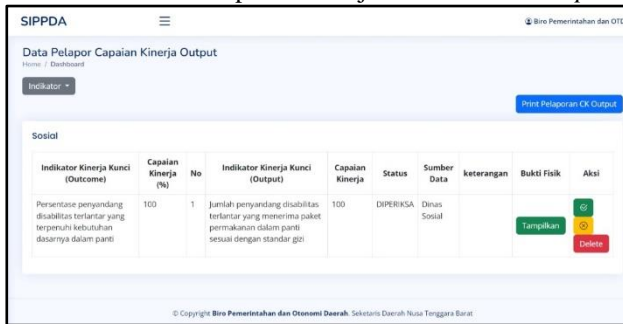 SIPPDA
Biro Pemerintahan dan OTD
Data Pelapor Capaian Kinerja Output
Home / Dashboard
Indikator
Print Pelaporan CK Output
Sosial
Indikator Kinerja Kunci (Outcome)
Capaian Kinerja (%)
No
Indikator Kinerja Kunci (Output)
Capaian Kinerja
Status
Sumber Data
keterangan
Bukti Fisik
Aksi
Persentase penyandang disabilitas terlantar yang terpenuhi kebutuhan dasarnya dalam panti
100
1
Jumlah penyandang disabilitas terlantar yang menerima paket permakanan dalam panti sesuai dengan standar gizi
100
DIPERIKSA
Dinas Sosial
Tampilkan
Delete
© Copyright Biro Pemerintahan dan Otonomi Daerah. Seketaris Daerah Nusa Tenggara Barat